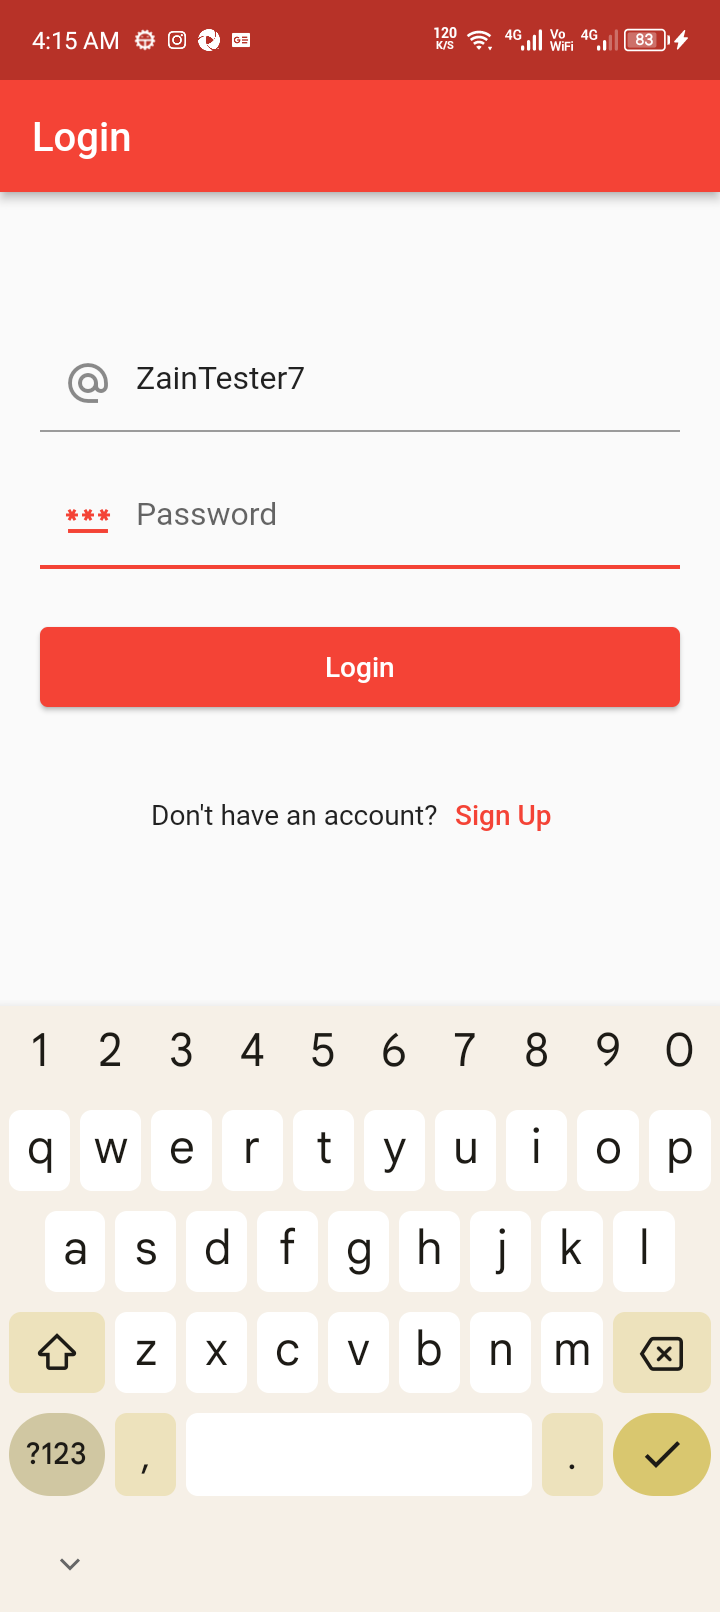 4:15 AM 120 K/S 4G Vo WiFi 4G 83
Login
ZainTester7
*** Password
Login
Don't have an account? Sign Up
1 2 3 4 5 6 7 8 9 0
q w e r t y u i o p
a s d f g h j k l
z x c v b n m
?123 , .